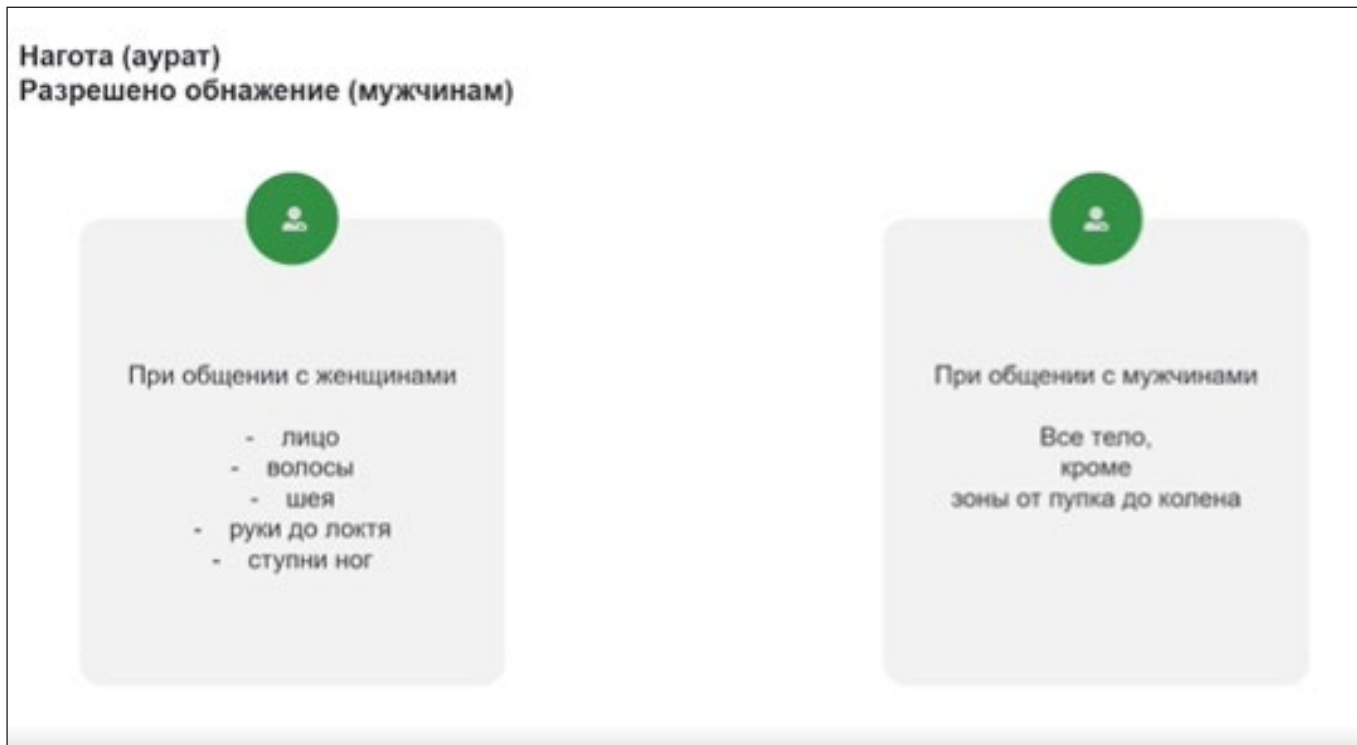 Нагота (аурат)
Разрешено обнажение (мужчинам)
При общении с женщинами
- лицо
- волосы
- шея
- руки до локтя
- ступни ног
При общении с мужчинами
Все тело,
кроме
зоны от пупка до колена